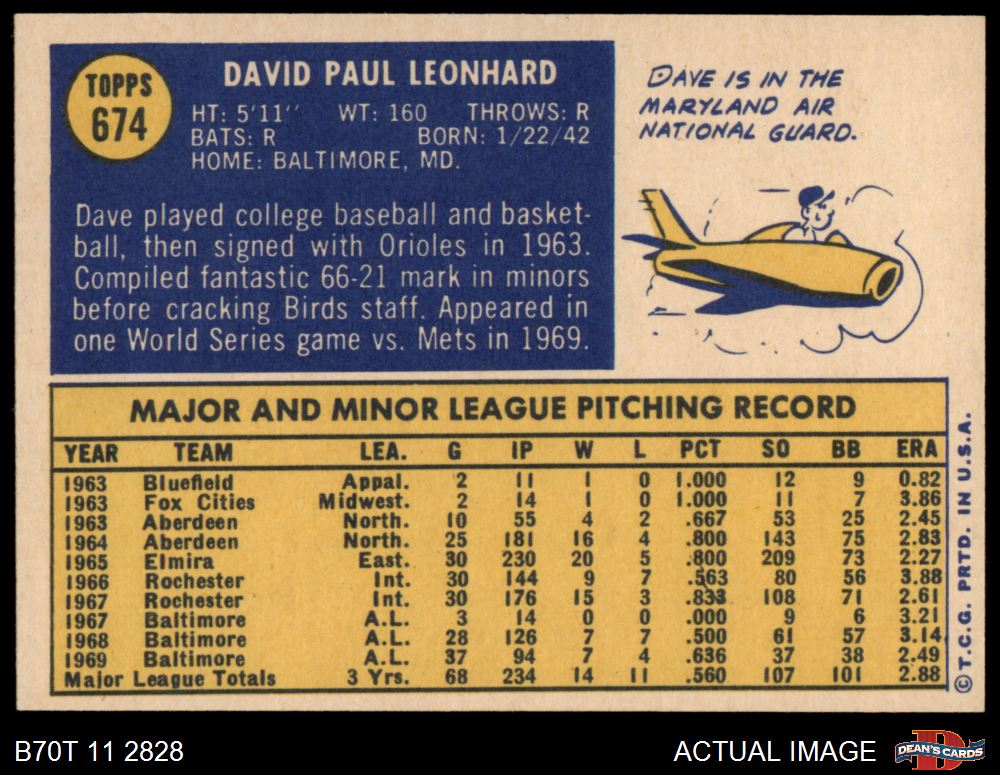 TOPPS
674
DAVID PAUL LEONHARD
HT: 5'11" WT: 160 THROWS: R
BATS: R BORN: 1/22/42
HOME: BALTIMORE, MD.
Dave played college baseball and basket-
ball, then signed with Orioles in 1963.
Compiled fantastic 66-21 mark in minors
before cracking Birds staff. Appeared in
one World Series game vs. Mets in 1969.
DAVE IS IN THE
MARYLAND AIR
NATIONAL GUARD.
MAJOR AND MINOR LEAGUE PITCHING RECORD
YEAR TEAM LEA. G IP W L PCT SO BB ERA
1963 Bluefield Appal. 2 11 1 0 1.000 12 9 0.82
1963 Fox Cities Midwest. 2 14 1 0 1.000 11 7 3.86
1963 Aberdeen North. 10 55 4 2 .667 53 25 2.45
1964 Aberdeen North. 25 181 16 4 .800 143 75 2.83
1965 Elmira East. 30 230 20 5 .800 209 73 2.27
1966 Rochester Int. 30 144 9 7 .563 80 56 3.88
1967 Rochester Int. 30 176 15 3 .833 108 71 2.61
1967 Baltimore A.L. 3 14 0 0 .000 9 6 3.21
1968 Baltimore A.L. 28 126 7 7 .500 61 57 3.14
1969 Baltimore A.L. 37 94 7 4 .636 37 38 2.49
Major League Totals 3 Yrs. 68 234 14 11 .560 107 101 2.88
© T.C.G. PRTD. IN U.S.A.
B70T 11 2828
ACTUAL IMAGE
D
DEAN'S CARDS